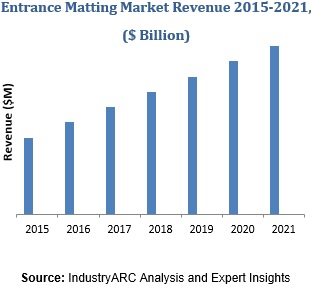 Entrance Matting Market Revenue 2015-2021,
($ Billion)
Revenue ($M)
2015 2016 2017 2018 2019 2020 2021
Source: IndustryARC Analysis and Expert Insights